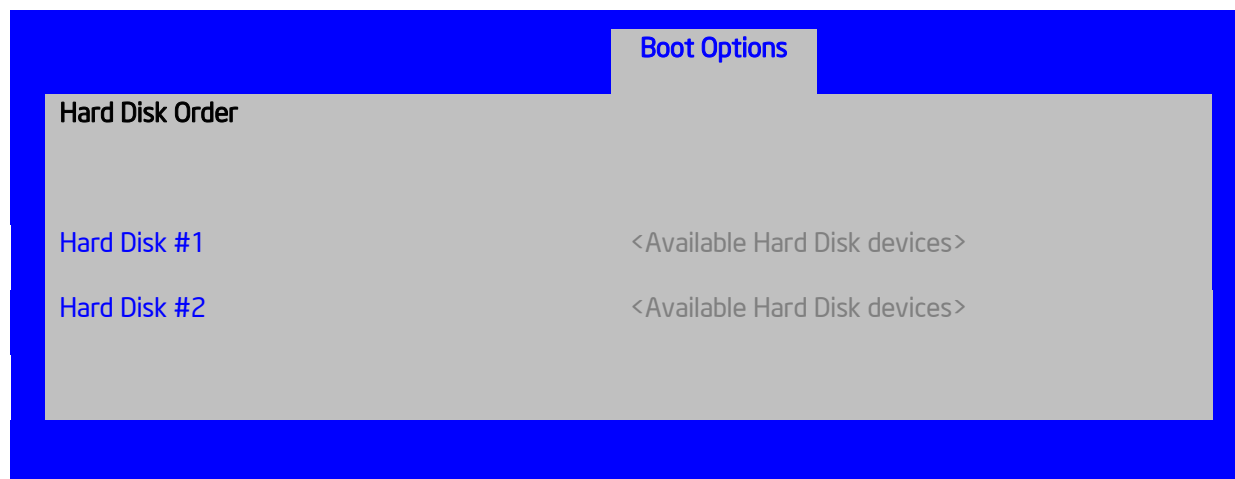 Boot Options
Hard Disk Order
Hard Disk #1 <Available Hard Disk devices>
Hard Disk #2 <Available Hard Disk devices>